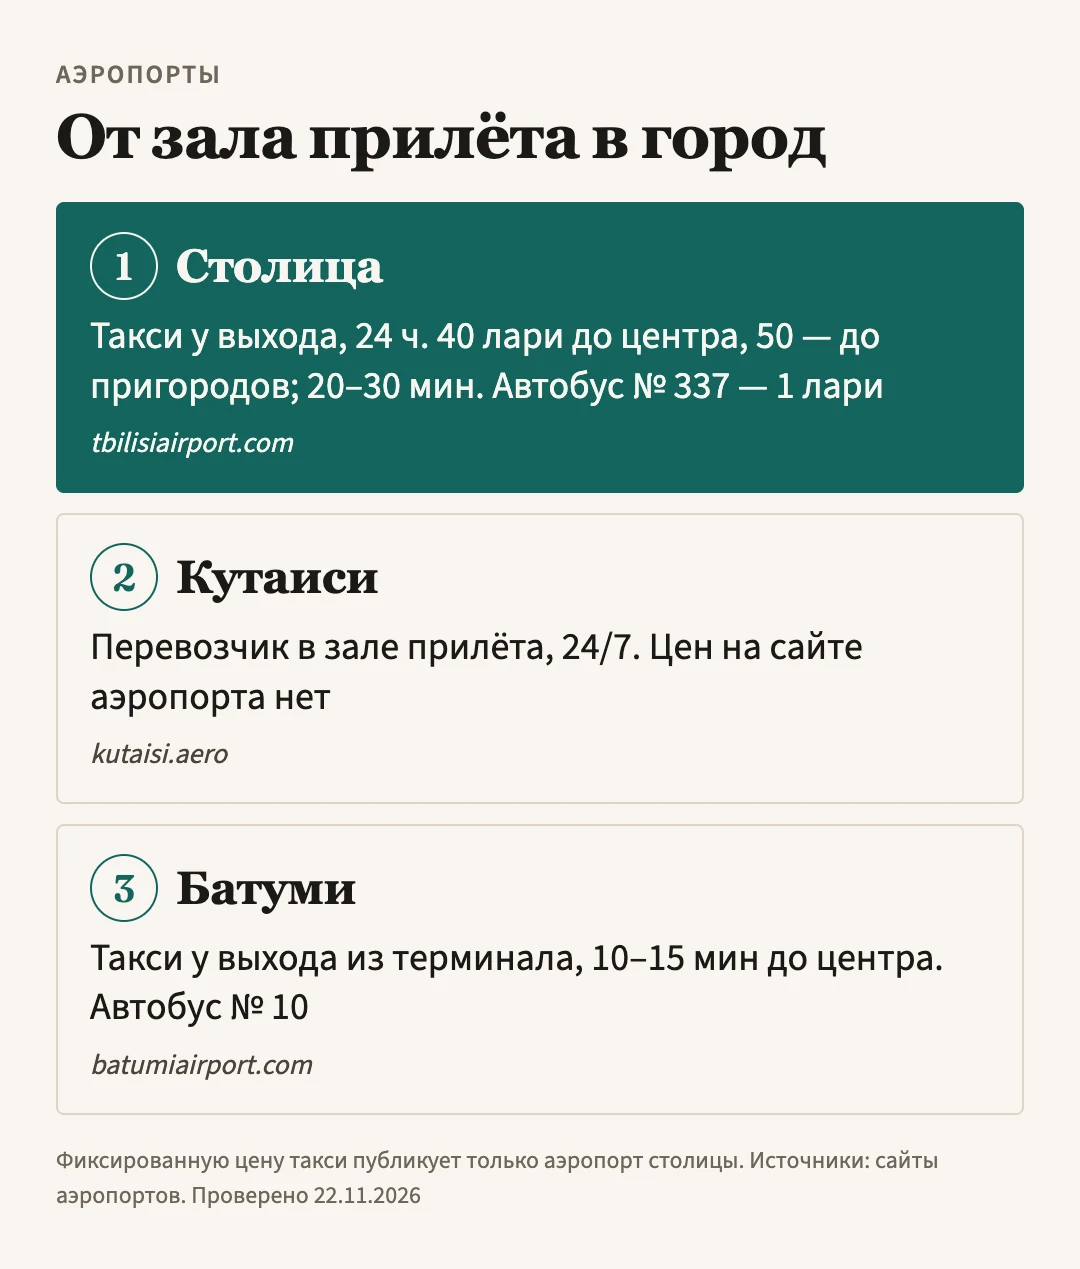 АЭРОПОРТЫ
От зала прилёта в город
1 Столица
Такси у выхода, 24 ч. 40 лари до центра, 50 — до
пригородов; 20–30 мин. Автобус № 337 — 1 лари
tbilisiairport.com
2 Кутаиси
Перевозчик в зале прилёта, 24/7. Цен на сайте
аэропорта нет
kutaisi.aero
3 Батуми
Такси у выхода из терминала, 10–15 мин до центра.
Автобус № 10
batumiairport.com
Фиксированную цену такси публикует только аэропорт столицы. Источники: сайты
аэропортов. Проверено 22.11.2026